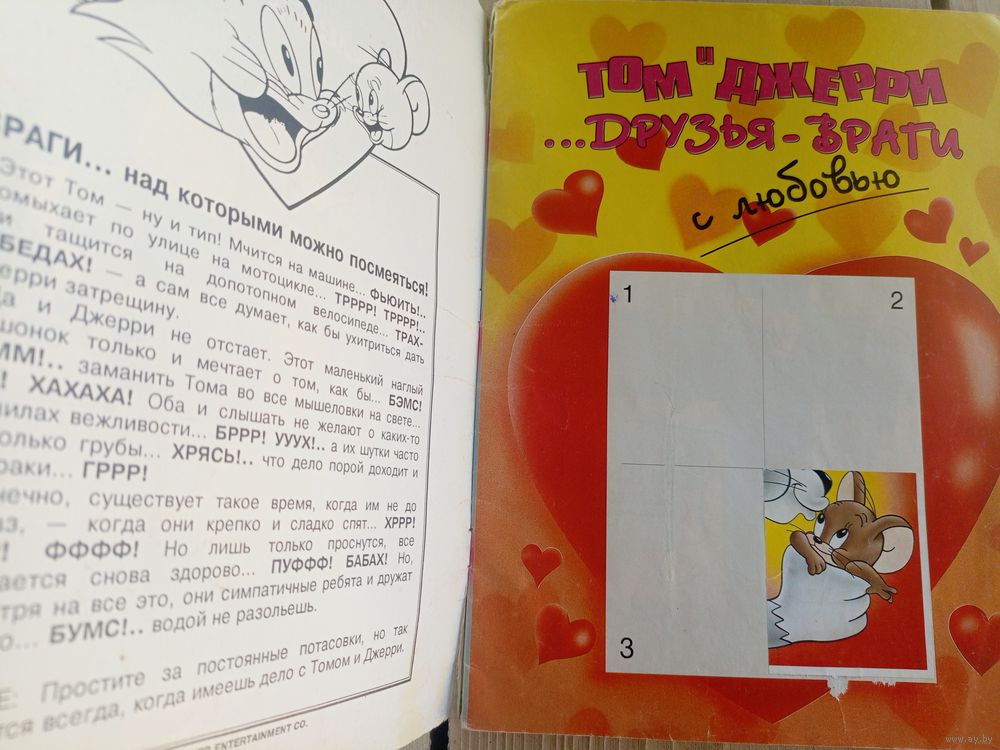 РАГИ... над которыми можно посмеяться!
Этот Том — ну и тип! Мчится на машине... ФЬЮИТЬ!..
омыхает по улице на мотоцикле... ТРРРР! ТРРРР!..
и тащится на допотопном велосипеде... ТРАХ-
БЕДАХ! — а сам все думает, как бы ухитриться дать
ерри затрещину.
да и Джерри не отстает. Этот маленький наглый
шонок только и мечтает о том, как бы... БЭМС!
ММ!.. заманить Тома во все мышеловки на свете...
! ХАХАХА! Оба и слышать не желают о каких-то
вилах вежливости... БРРР! УУУХ!.. а их шутки часто
олько грубы... ХРЯСЬ!.. что дело порой доходит и
раки... ГРРР!
нечно, существует такое время, когда им не до
аз, — когда они крепко и сладко спят... ХРРР!
! ФФФФ! Но лишь только проснутся, все
ается снова здорово... ПУФФФ! БАБАХ! Но,
тря на все это, они симпатичные ребята и дружат
о... БУМС!.. водой не разольешь.
Е: Простите за постоянные потасовки, но так
тся всегда, когда имеешь дело с Томом и Джерри.
ENTERTAINMENT CO.
ТОМ и ДЖЕРРИ
...ДРУЗЬЯ-ВРАГИ
с любовью
1
2
3
www.ay.by